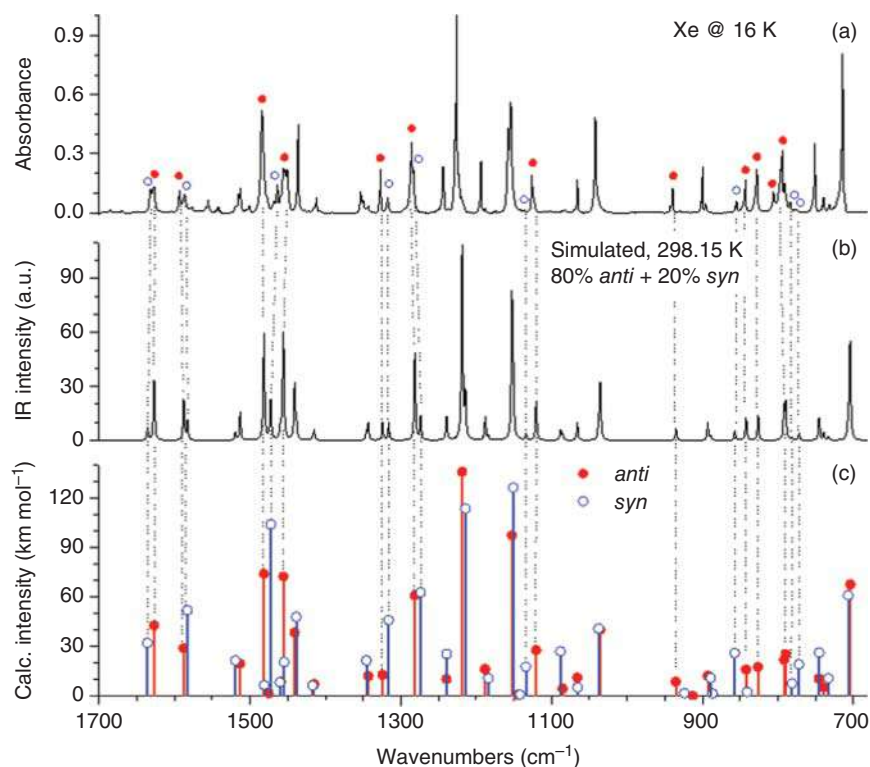 Xe @ 16 K
(a)
Absorbance
0.9
0.6
0.3
0.0
Simulated, 298.15 K
80% anti + 20% syn
(b)
IR intensity (a.u.)
90
60
30
0
anti
syn
(c)
Calc. intensity (km mol⁻¹)
120
90
60
30
0
1700
1500
1300
1100
900
700
Wavenumbers (cm⁻¹)